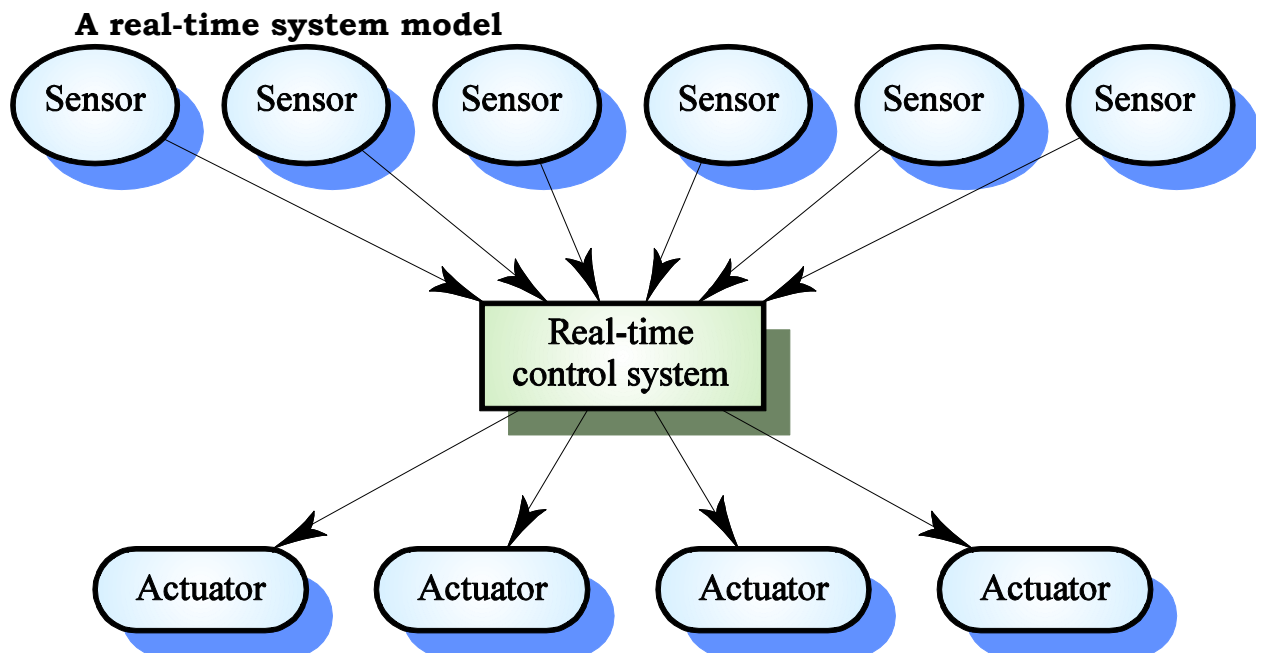 A real-time system model
Sensor
Sensor
Sensor
Sensor
Sensor
Sensor
Real-time
control system
Actuator
Actuator
Actuator
Actuator